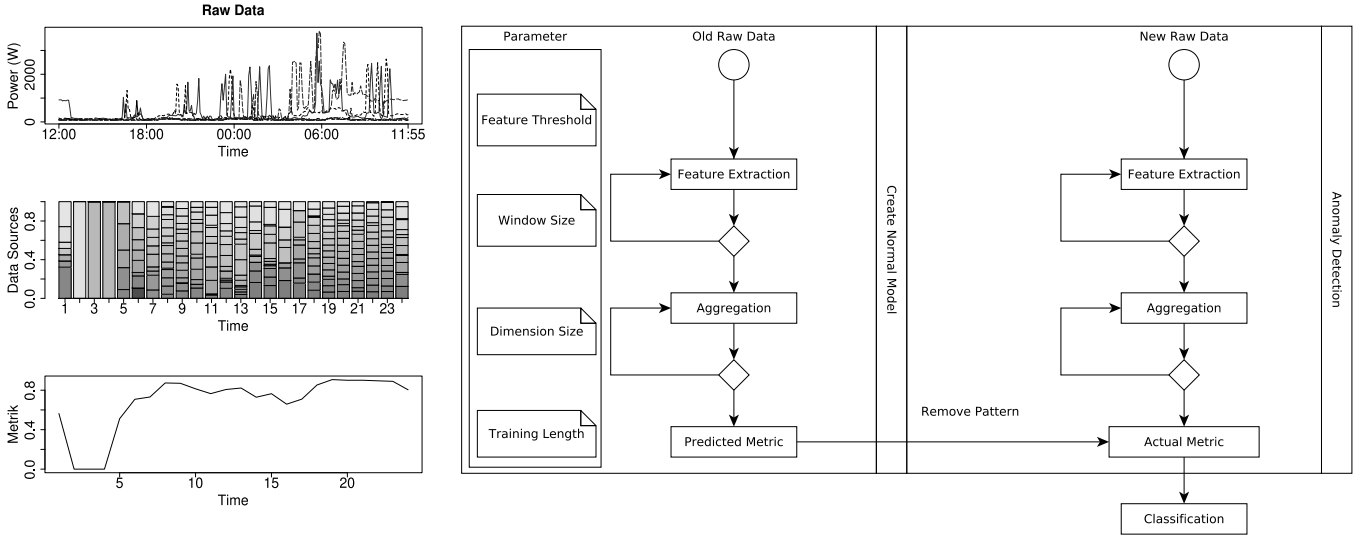 Raw Data
Power (W)
0 20000
12:00 18:00 00:00 06:00 11:55
Time
Data Sources
0.0 0.4 0.8
1 3 5 7 9 11 13 15 17 19 21 23
Time
Metrik
0.0 0.4 0.8
5 10 15 20
Time
Parameter
Feature Threshold
Window Size
Dimension Size
Training Length
Old Raw Data
Feature Extraction
Aggregation
Predicted Metric
Create Normal Model
Remove Pattern
New Raw Data
Feature Extraction
Aggregation
Actual Metric
Classification
Anomaly Detection